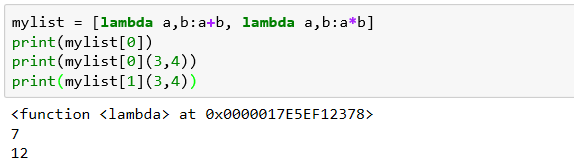 mylist = [lambda a,b:a+b, lambda a,b:a*b]
print(mylist[0])
print(mylist[0](3,4))
print(mylist[1](3,4))
<function <lambda> at 0x0000017E5EF12378>
7
12